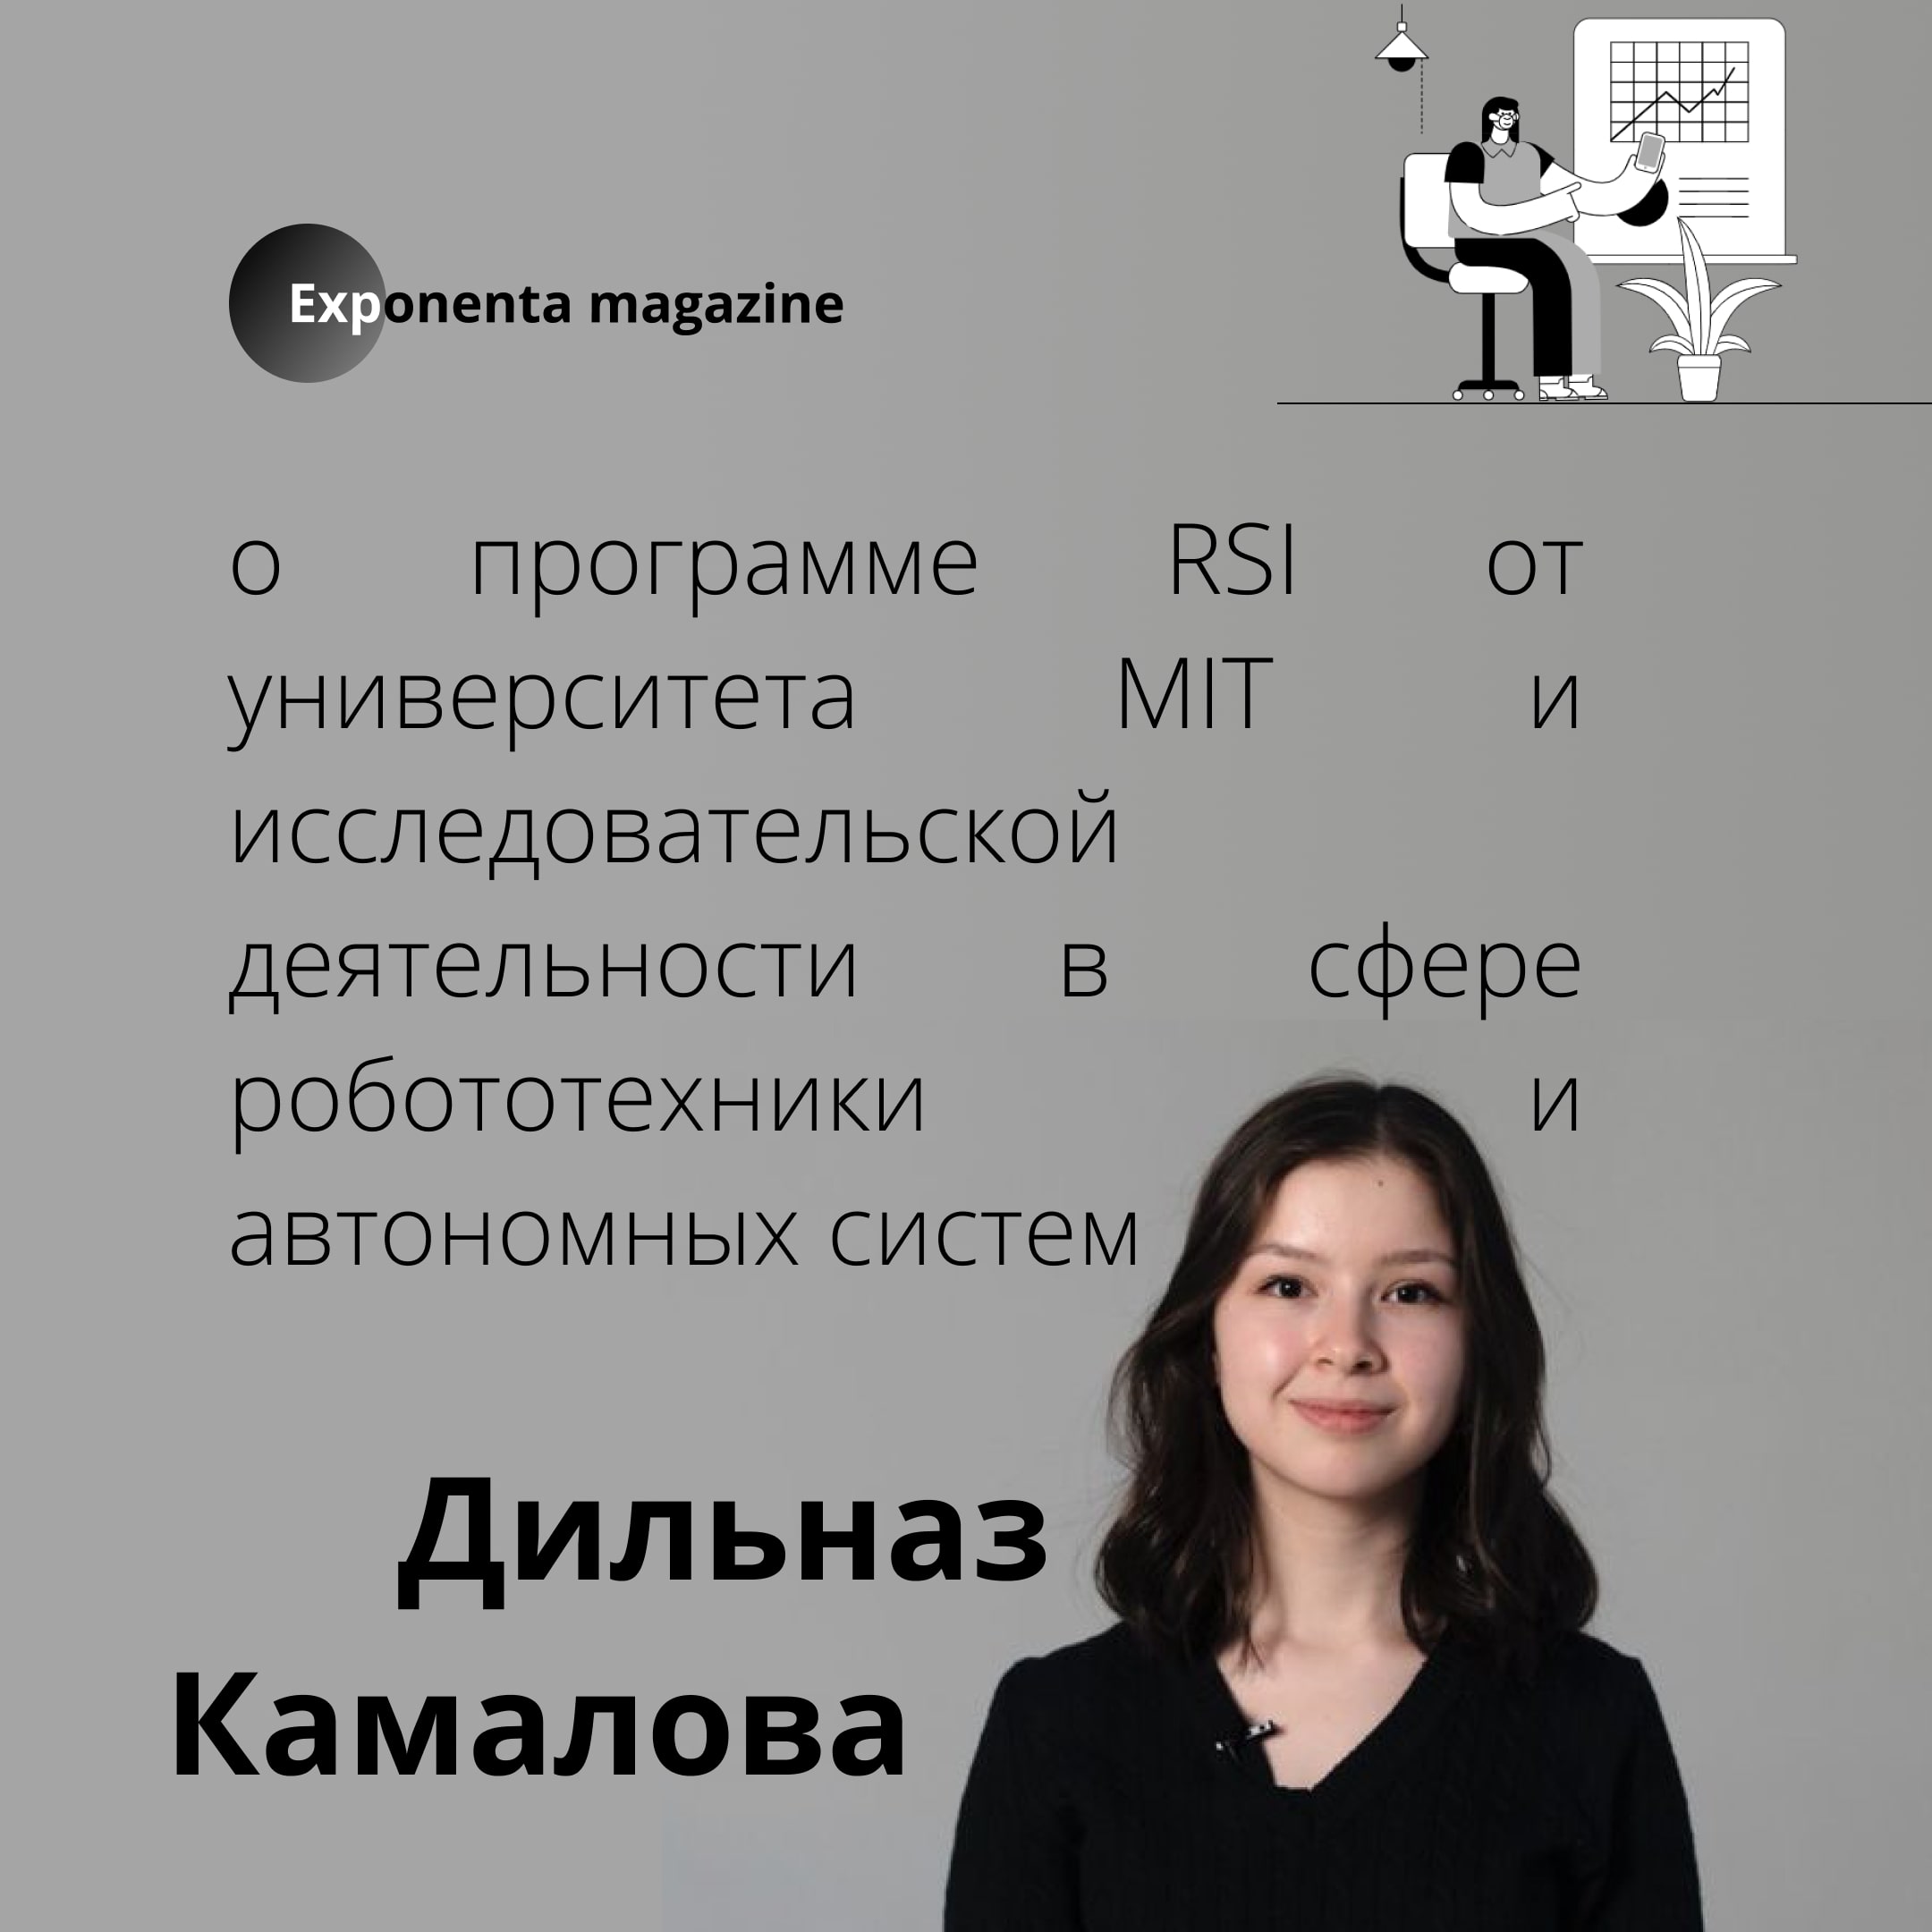 Exponenta magazine
о программе RSI от
университета MIT и
исследовательской
деятельности в сфере
робототехники и
автономных систем
Дильназ
Камалова